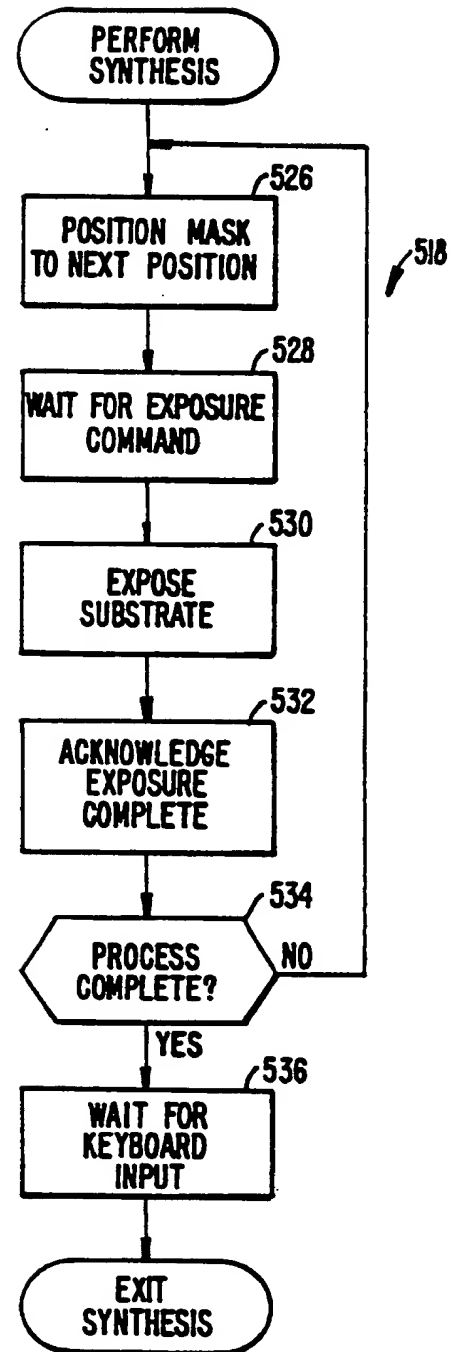 PERFORM
SYNTHESIS
526
POSITION MASK
TO NEXT POSITION
518
528
WAIT FOR EXPOSURE
COMMAND
530
EXPOSE
SUBSTRATE
532
ACKNOWLEDGE
EXPOSURE
COMPLETE
534
PROCESS
COMPLETE?
NO
YES
536
WAIT FOR
KEYBOARD
INPUT
EXIT
SYNTHESIS